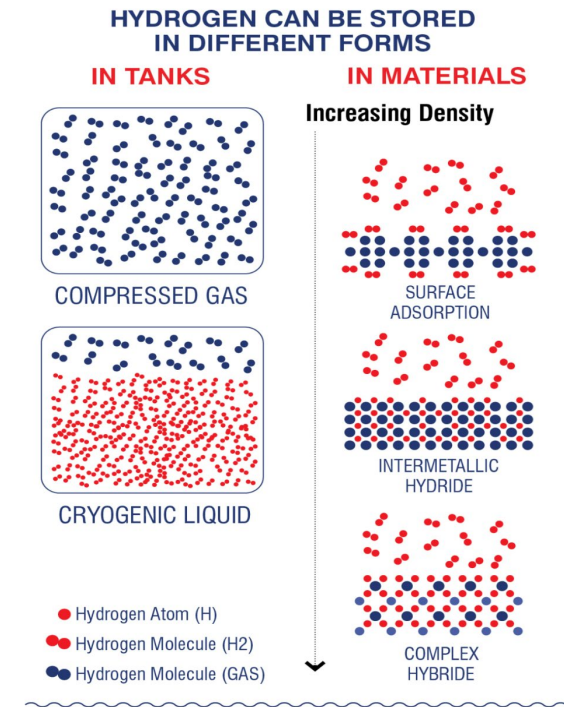 HYDROGEN CAN BE STORED
IN DIFFERENT FORMS
IN TANKS
COMPRESSED GAS
CRYOGENIC LIQUID
Hydrogen Atom (H)
Hydrogen Molecule (H2)
Hydrogen Molecule (GAS)
IN MATERIALS
Increasing Density
SURFACE
ADSORPTION
INTERMETALLIC
HYDRIDE
COMPLEX
HYBRIDE